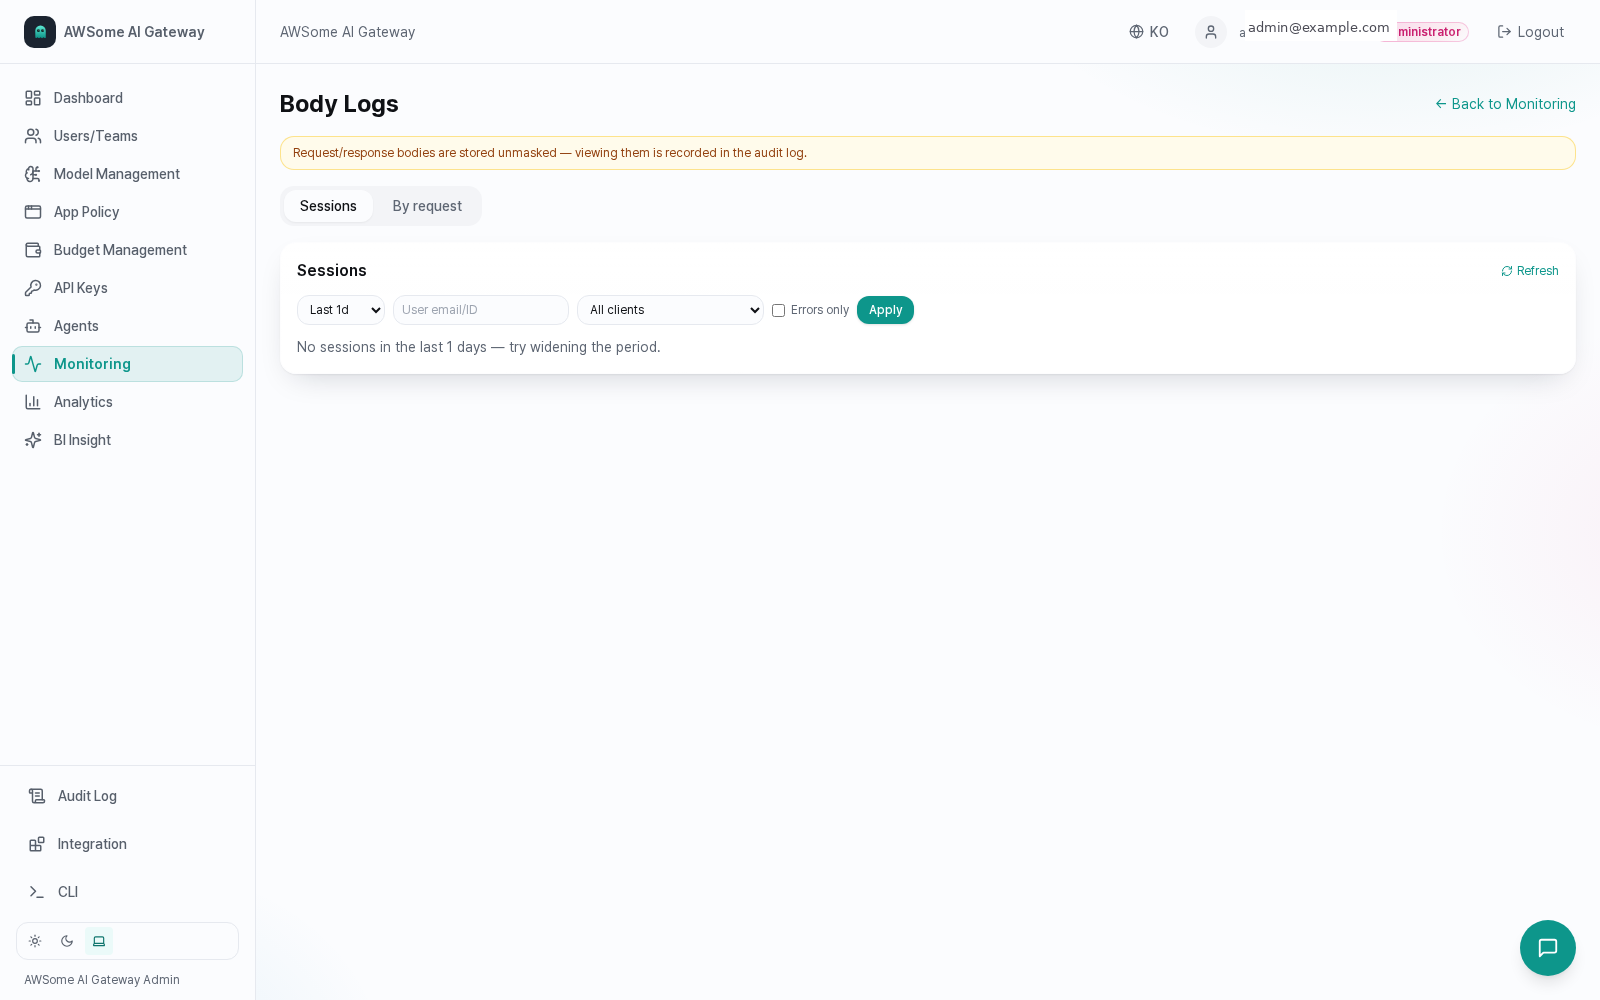 AWSome AI Gateway
AWSome AI Gateway
KO
admin@example.com
ministrator
Logout
Dashboard
Users/Teams
Model Management
App Policy
Budget Management
API Keys
Agents
Monitoring
Analytics
BI Insight
Audit Log
Integration
CLI
AWSome AI Gateway Admin
Body Logs
← Back to Monitoring
Request/response bodies are stored unmasked — viewing them is recorded in the audit log.
Sessions
By request
Sessions
Refresh
Last 1d
User email/ID
All clients
Errors only
Apply
No sessions in the last 1 days — try widening the period.